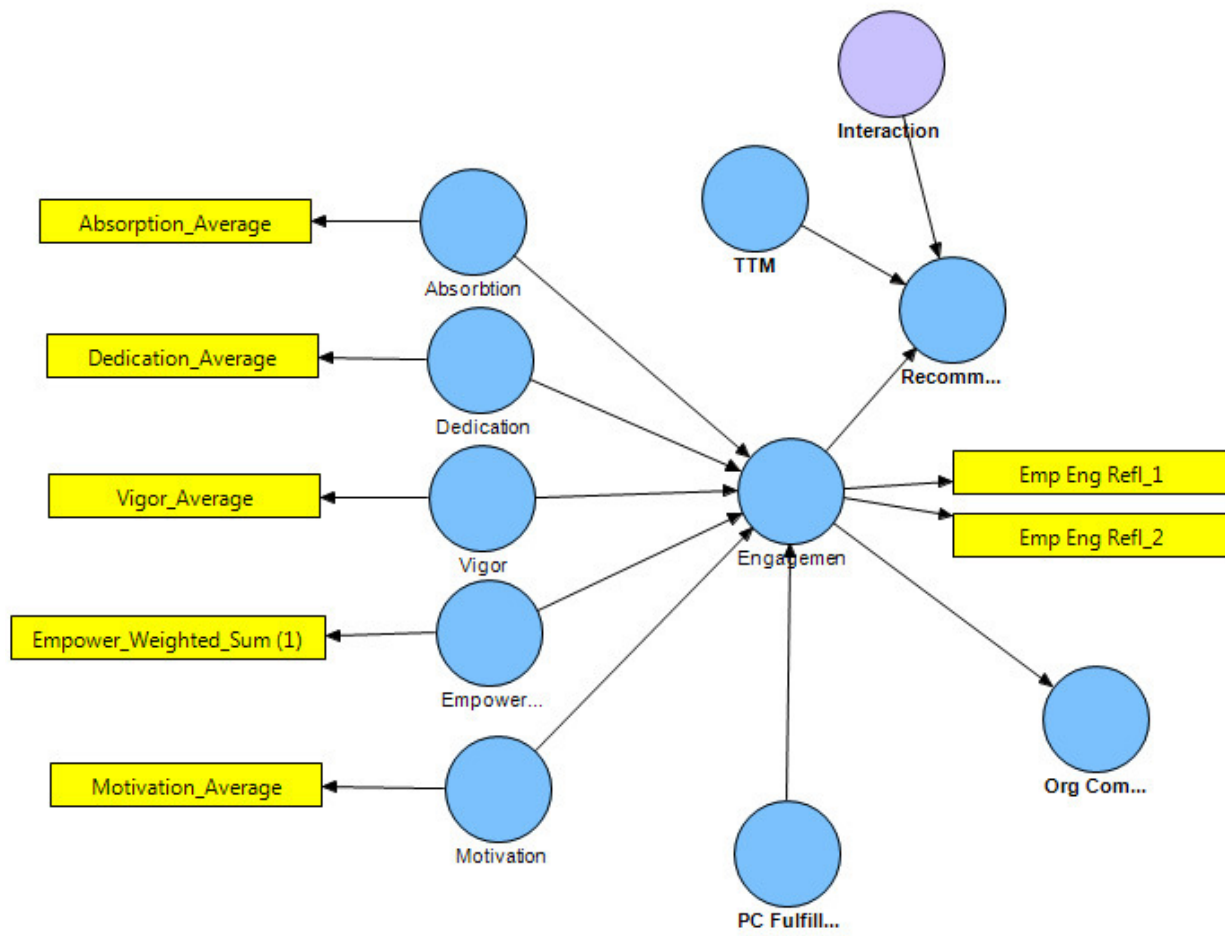 Interaction
TTM
Absorption_Average
Absorbtion
Recomm...
Dedication_Average
Dedication
Emp Eng Refl_1
Vigor_Average
Emp Eng Refl_2
Engagemen
Vigor
Empower_Weighted_Sum (1)
Empower...
Motivation_Average
Org Com...
Motivation
PC Fulfill...